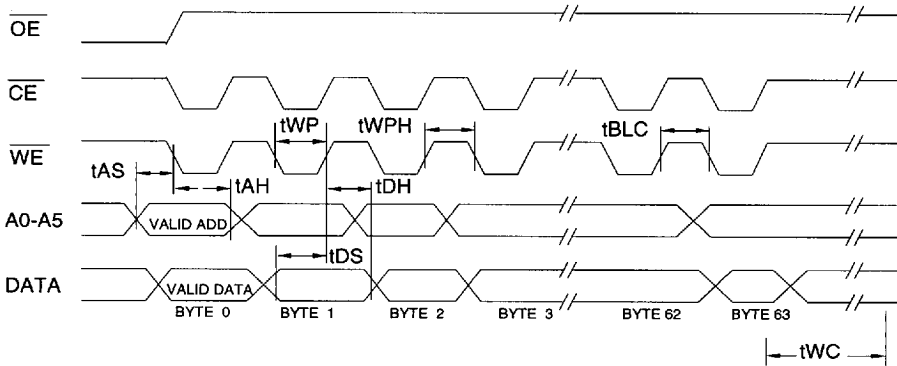 OE
CE
tWP tWPH tBLC
WE
tAS tAH tDH
A0-A5 VALID ADD
tDS
DATA VALID DATA
BYTE 0 BYTE 1 BYTE 2 BYTE 3 BYTE 62 BYTE 63
tWC